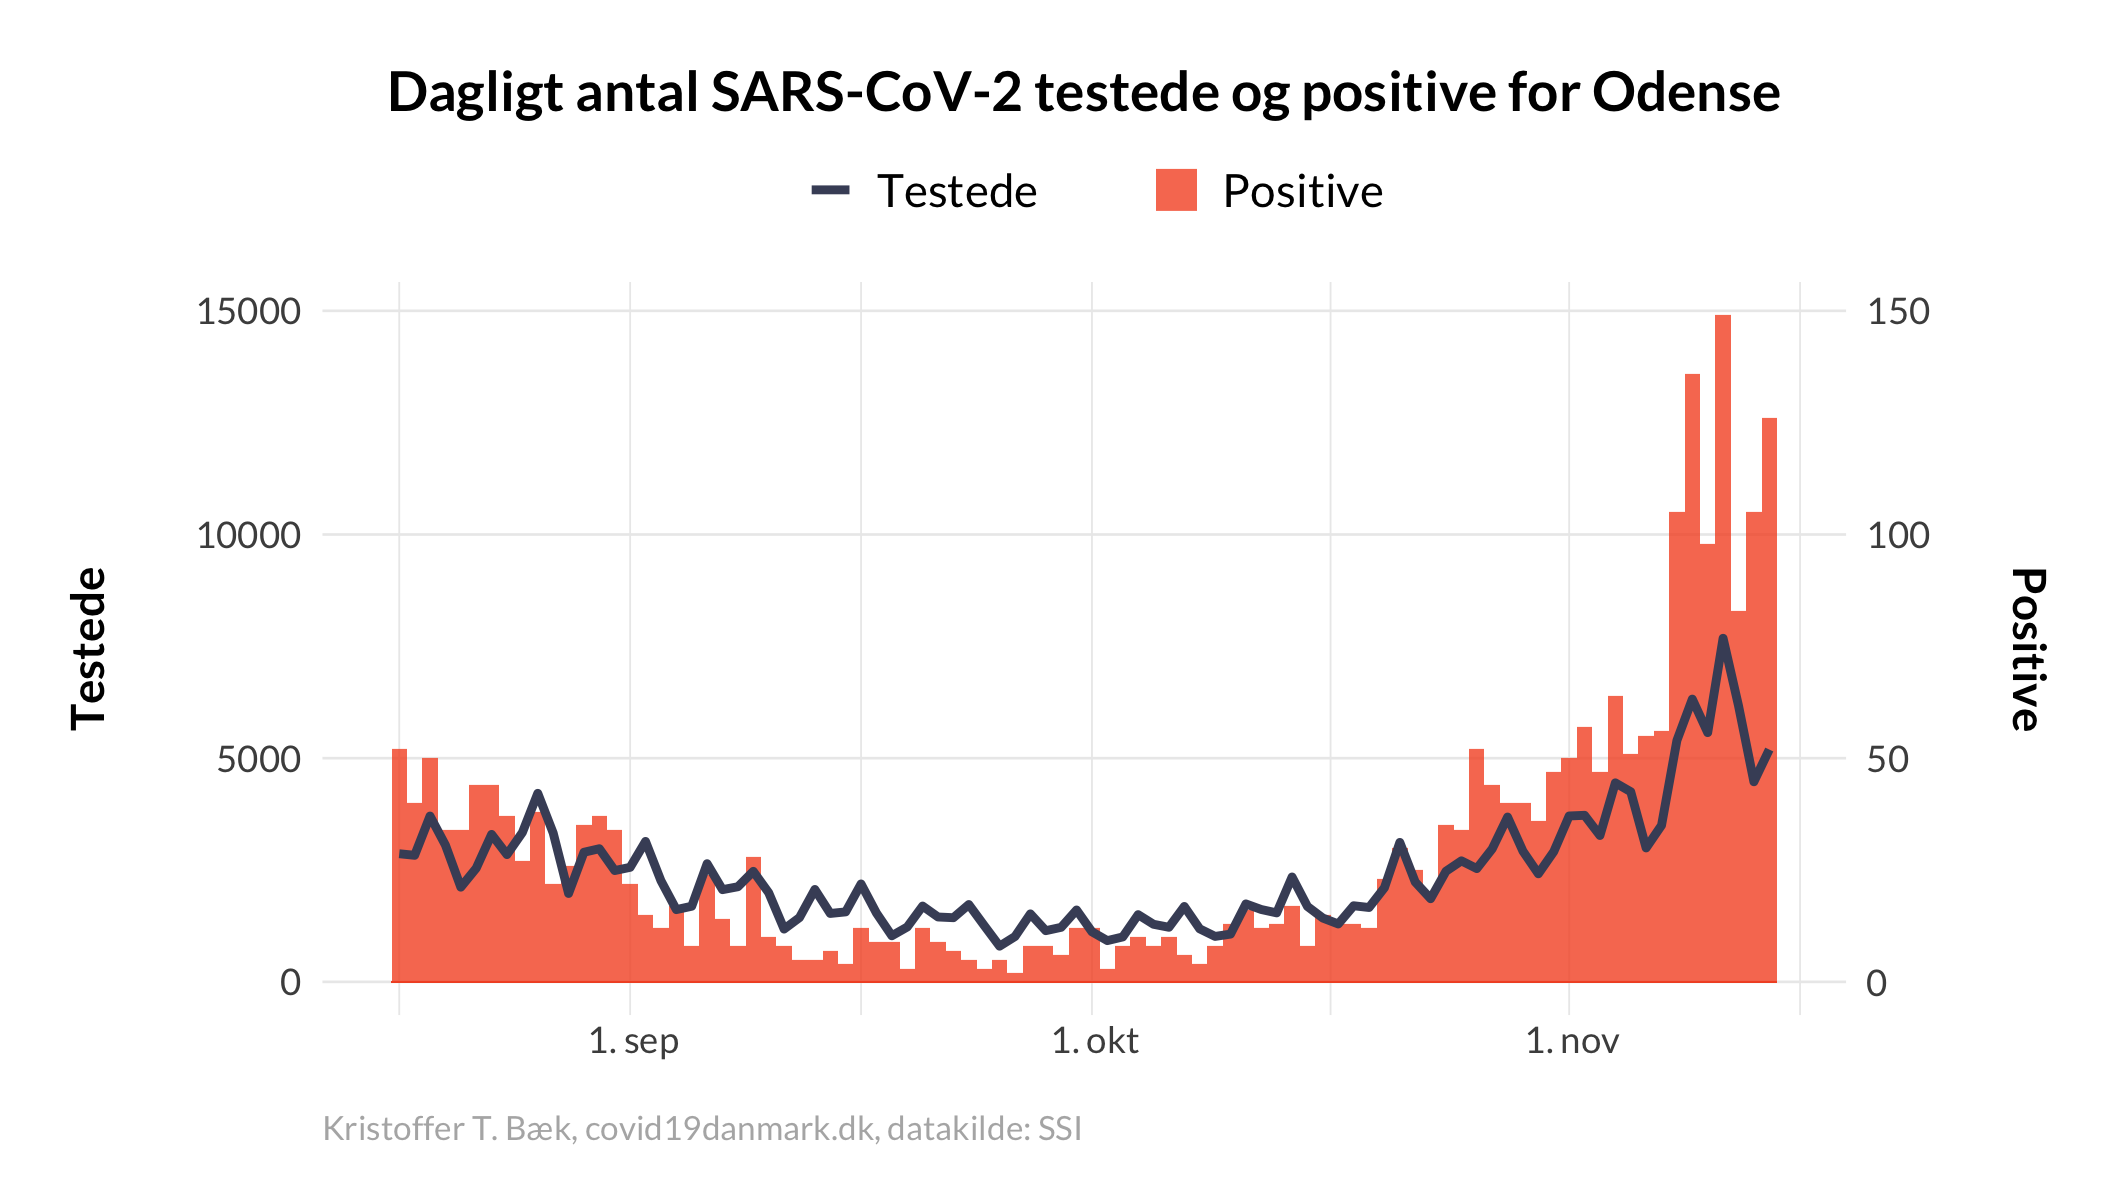 Dagligt antal SARS-CoV-2 testede og positive for Odense
Testede
Positive
15000
150
10000
100
5000
50
0
0
Testede
Positive
1. sep
1. okt
1. nov
Kristoffer T. Bæk, covid19danmark.dk, datakilde: SSI